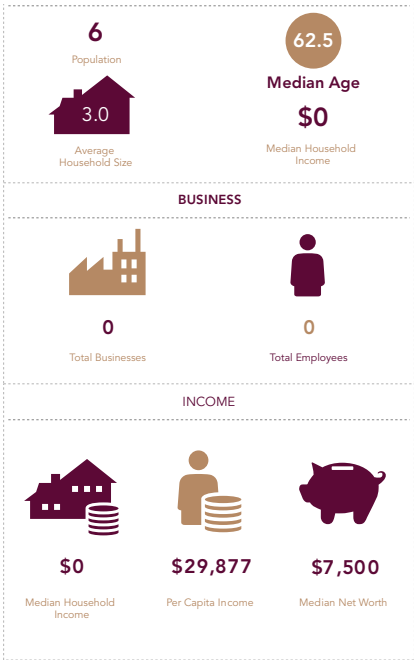 6
Population
3.0
Average
Household Size
62.5
Median Age
$0
Median Household
Income
BUSINESS
0
Total Businesses
0
Total Employees
INCOME
$0
Median Household
Income
$29,877
Per Capita Income
$7,500
Median Net Worth